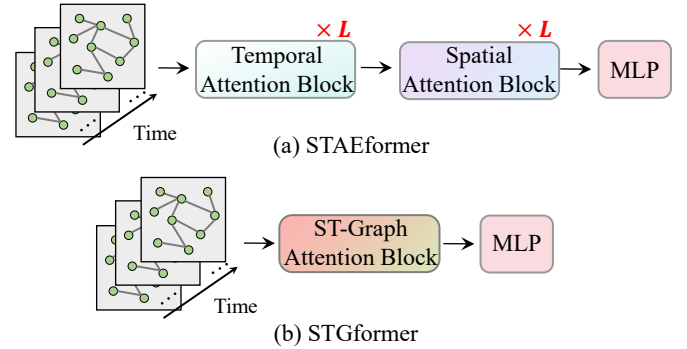 × L
× L
Temporal
Attention Block
Spatial
Attention Block
MLP
Time
(a) STAEformer
ST-Graph
Attention Block
MLP
Time
(b) STGformer